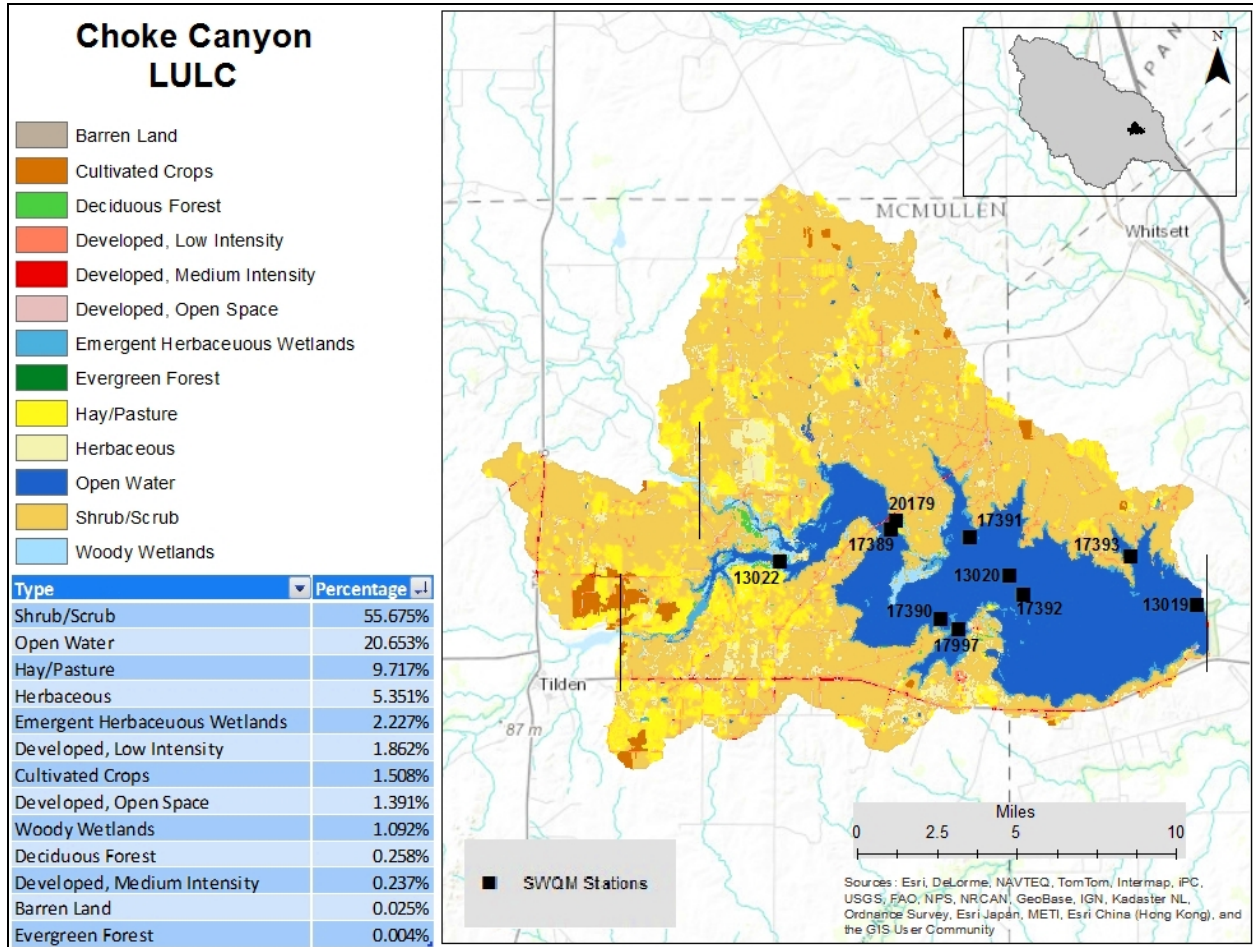 Choke Canyon
LULC
Barren Land
Cultivated Crops
Deciduous Forest
Developed, Low Intensity
Developed, Medium Intensity
Developed, Open Space
Emergent Herbaceuous Wetlands
Evergreen Forest
Hay/Pasture
Herbaceous
Open Water
Shrub/Scrub
Woody Wetlands
Type Percentage
Shrub/Scrub 55.675%
Open Water 20.653%
Hay/Pasture 9.717%
Herbaceous 5.351%
Emergent Herbaceuous Wetlands 2.227%
Developed, Low Intensity 1.862%
Cultivated Crops 1.508%
Developed, Open Space 1.391%
Woody Wetlands 1.092%
Deciduous Forest 0.258%
Developed, Medium Intensity 0.237%
Barren Land 0.025%
Evergreen Forest 0.004%
N
IPAN
MCMULLEN
Whitsett
20179
17391
17389
17393
13022
13020
17392
13019
17390
17997
Tilden
87 m
Miles
0 2.5 5 10
SWQM Stations
Sources: Esri, DeLorme, NAVTEQ, TomTom, Intermap, iPC,
USGS, FAO, NPS, NRCAN, GeoBase, IGN, Kadaster NL,
Ordnance Survey, Esri Japan, METI, Esri China (Hong Kong), and
the GIS User Community